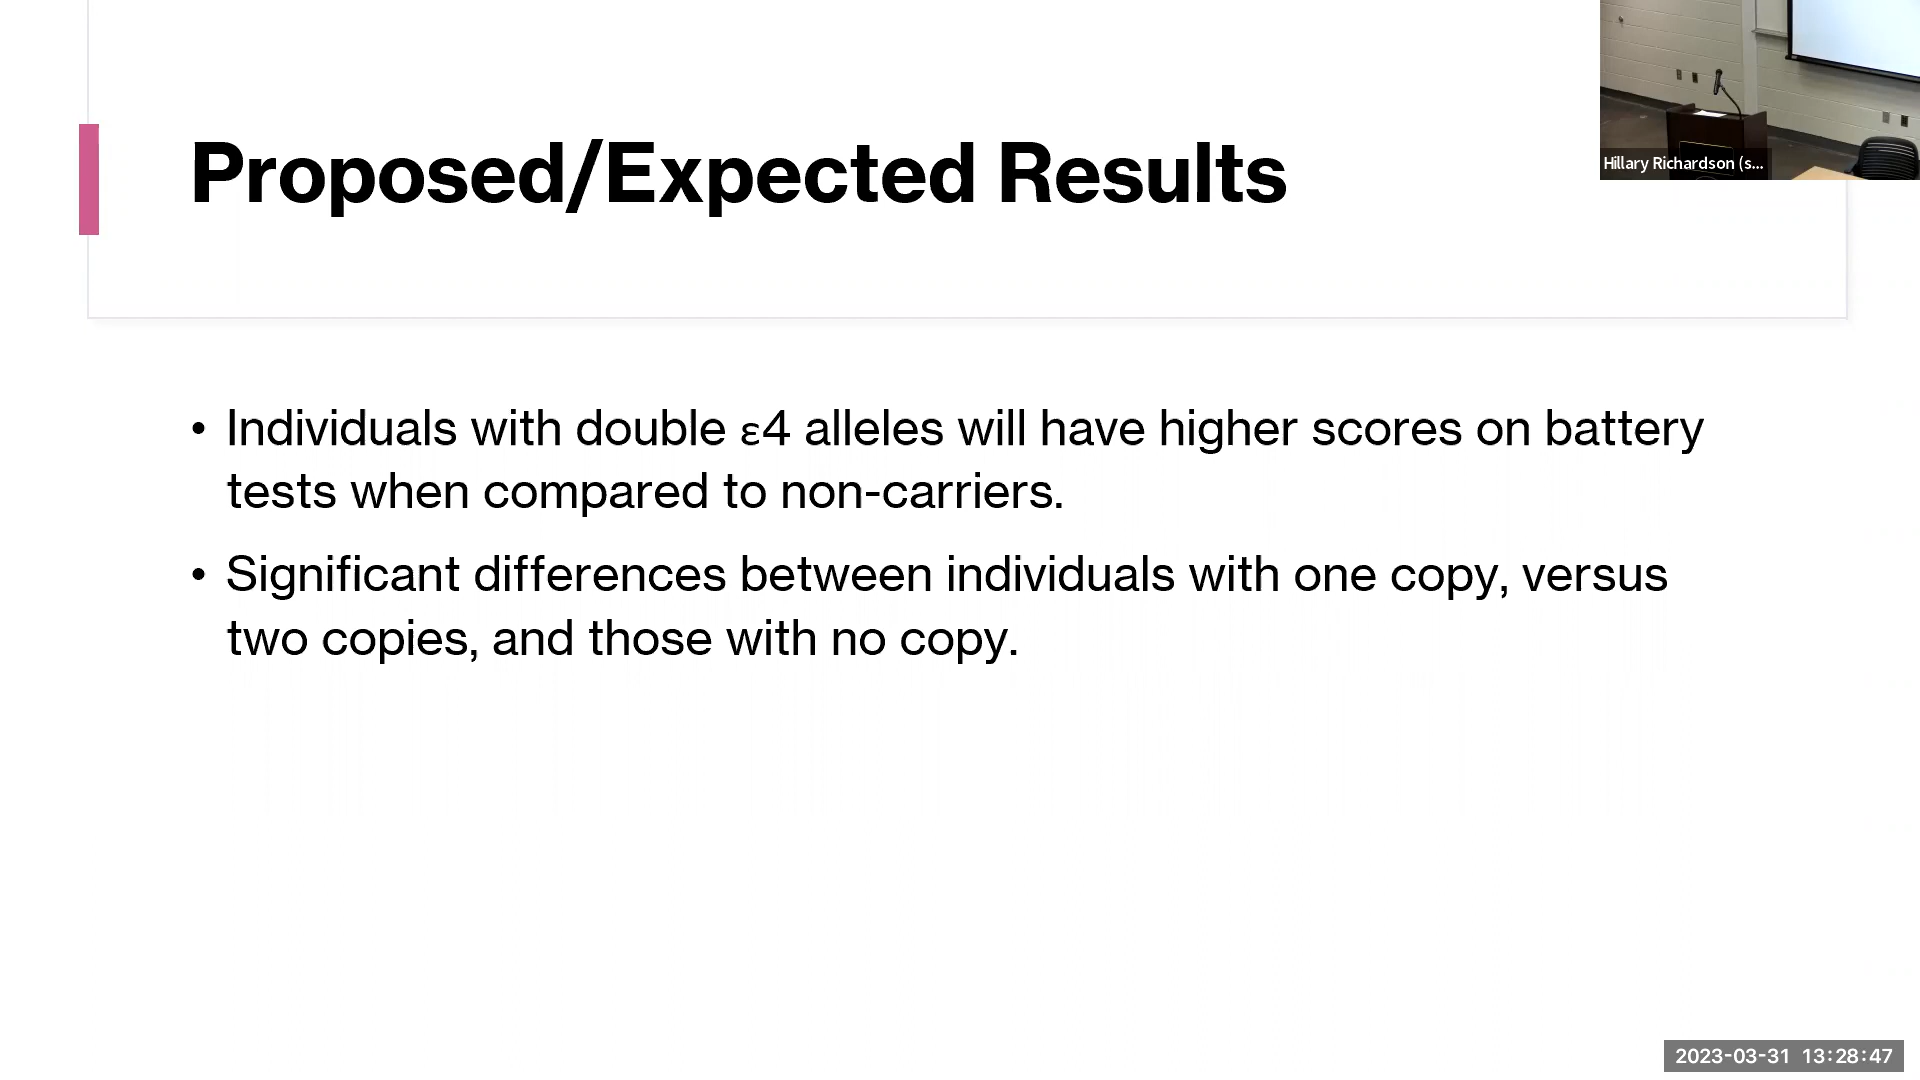 Proposed/Expected Results
Hillary Richardson (s...
• Individuals with double ε4 alleles will have higher scores on battery
tests when compared to non-carriers.
• Significant differences between individuals with one copy, versus
two copies, and those with no copy.
2023-03-31 13:28:47